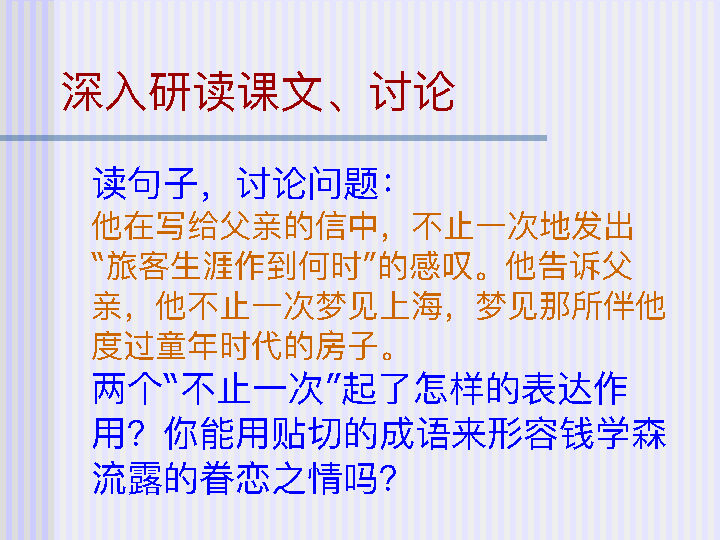 深入研读课文、讨论
读句子，讨论问题：
他在写给父亲的信中，不止一次地发出
“旅客生涯作到何时”的感叹。他告诉父
亲，他不止一次梦见上海，梦见那所伴他
度过童年时代的房子。
两个“不止一次”起了怎样的表达作
用？你能用贴切的成语来形容钱学森
流露的眷恋之情吗？